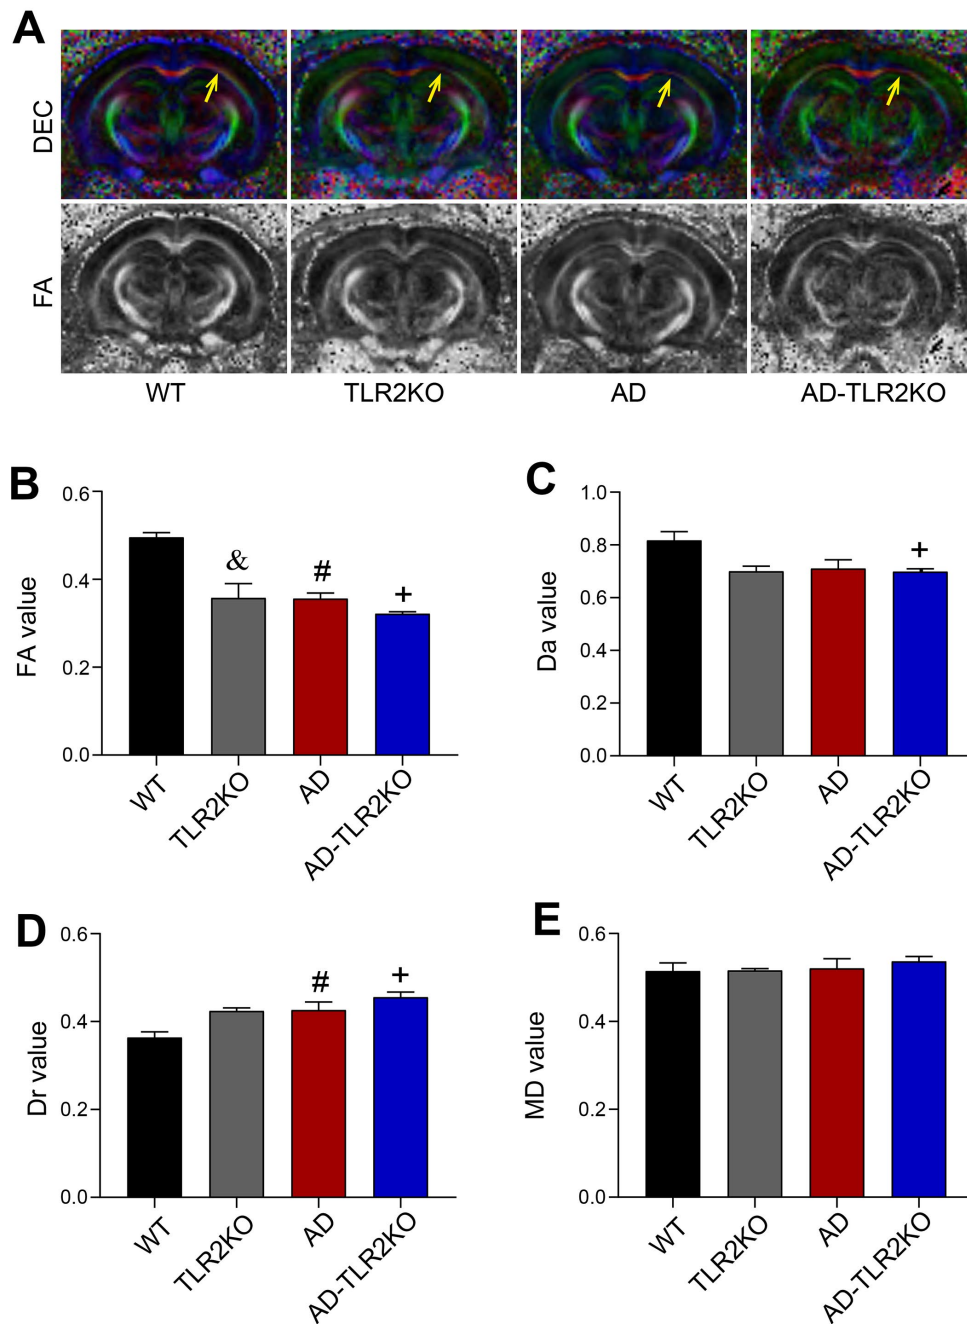 A
DEC
FA
WT TLR2KO AD AD-TLR2KO
B
FA value
0.6
0.4
0.2
0.0
& # +
WT TLR2KO AD AD-TLR2KO
C
Da value
1.0
0.8
0.6
0.4
0.2
0.0
+
WT TLR2KO AD AD-TLR2KO
D
Dr value
0.6
0.4
0.2
0.0
# +
WT TLR2KO AD AD-TLR2KO
E
MD value
0.6
0.4
0.2
0.0
WT TLR2KO AD AD-TLR2KO